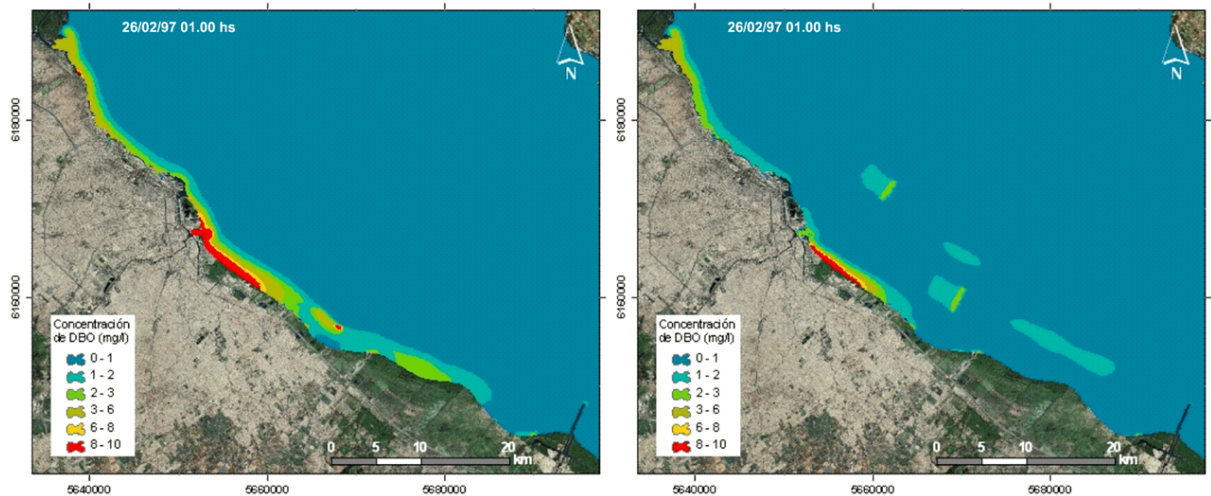 26/02/97 01.00 hs
N
6180000
6160000
Concentración
de DBO (mg/l)
0 - 1
1 - 2
2 - 3
3 - 6
6 - 8
8 - 10
0 5 10 20
km
5640000 5660000 5680000
26/02/97 01.00 hs
N
6180000
6160000
Concentración
de DBO (mg/l)
0 - 1
1 - 2
2 - 3
3 - 6
6 - 8
8 - 10
0 5 10 20
km
5640000 5660000 5680000